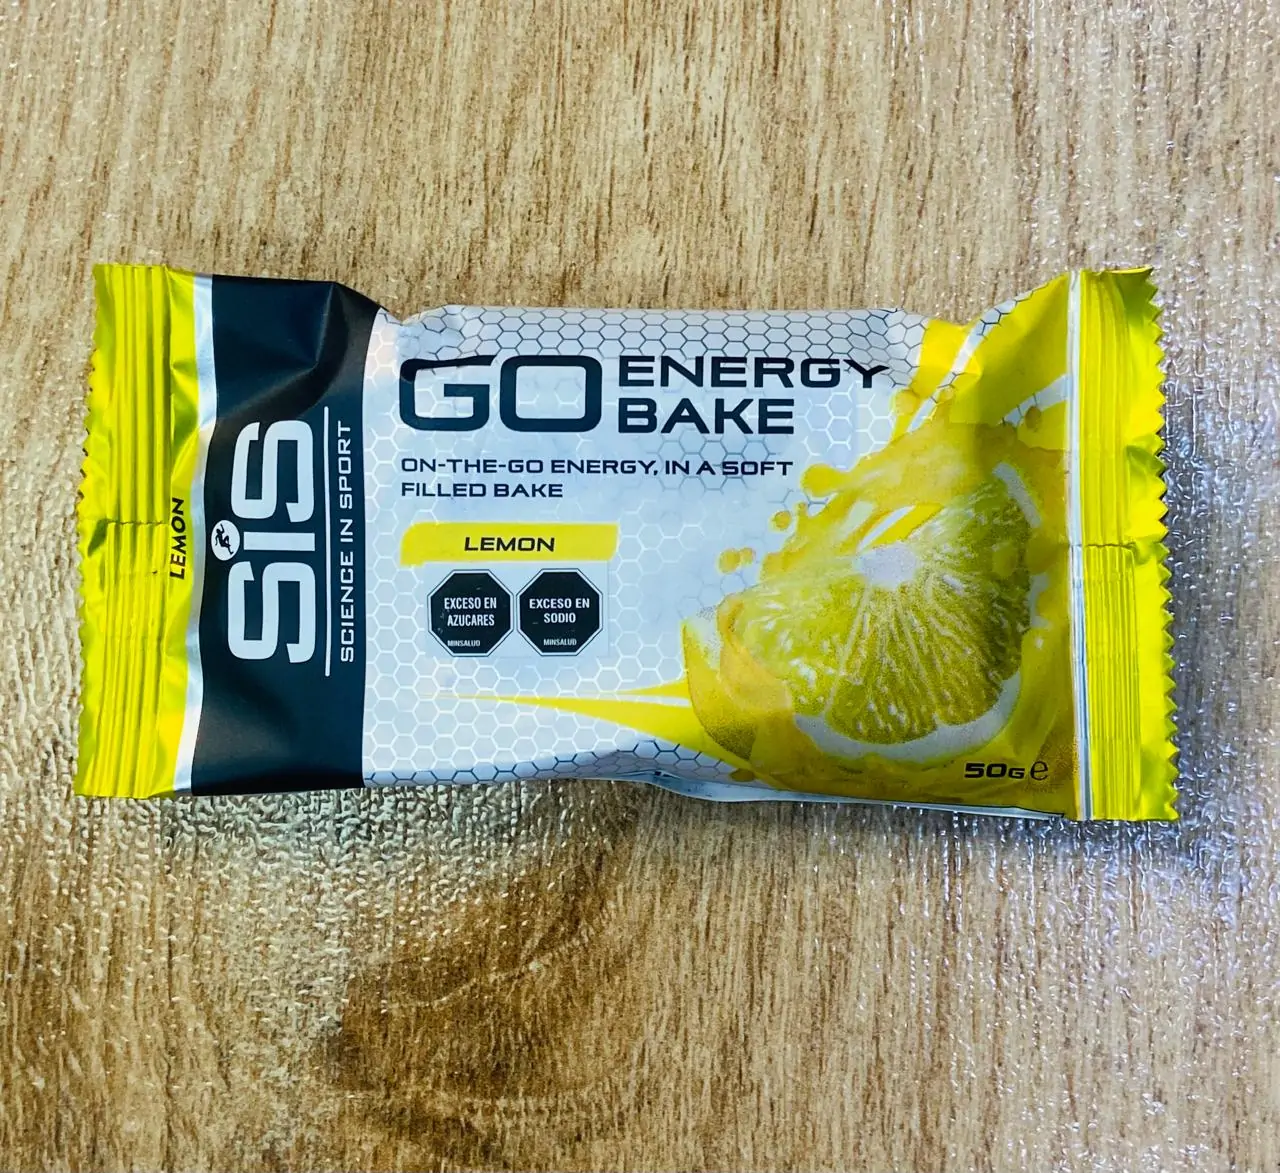 LEMON
SiS
SCIENCE IN SPORT
GO ENERGY
BAKE
ON-THE-GO ENERGY, IN A SOFT
FILLED BAKE
LEMON
EXCESO EN
AZUCARES
MINSALUD
EXCESO EN
SODIO
MINSALUD
50G e